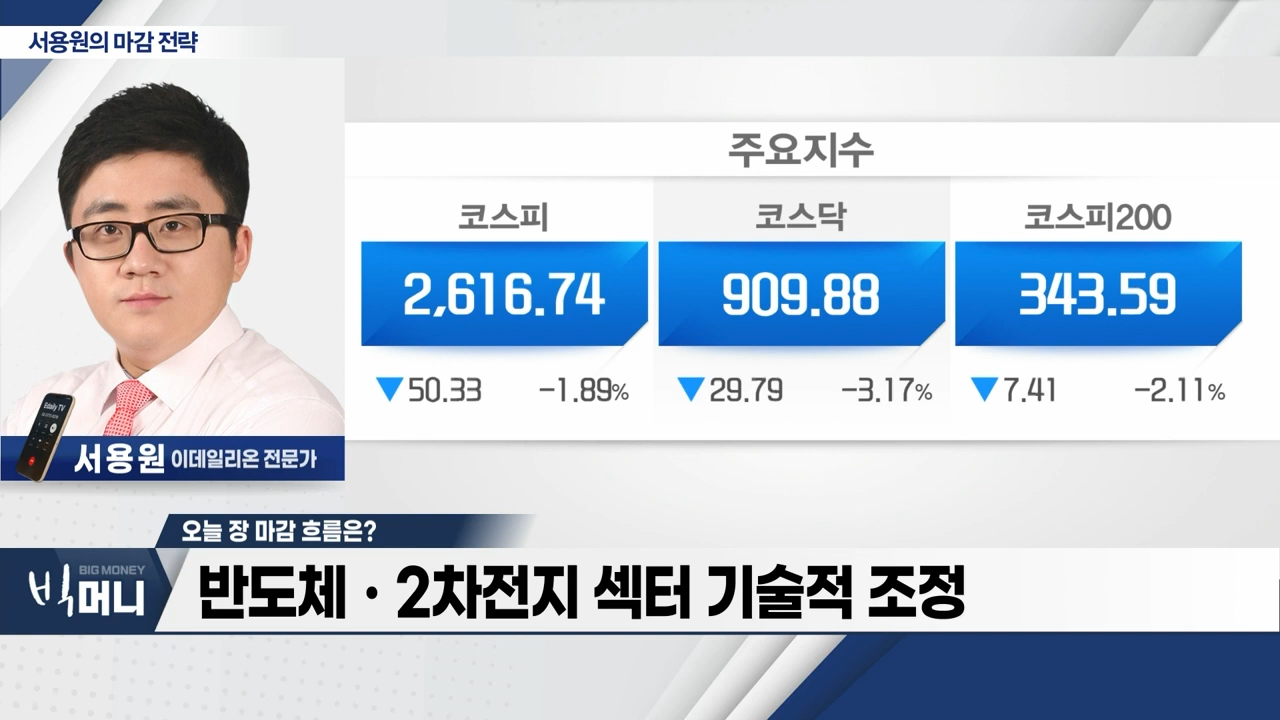 서용원의 마감 전략
주요지수
코스피
코스닥
코스피200
2,616.74
909.88
343.59
▼50.33 -1.89%
▼29.79 -3.17%
▼7.41 -2.11%
Edaily TV
서용원 이데일리온 전문가
오늘 장 마감 흐름은?
BIG MONEY
빅머니
반도체·2차전지 섹터 기술적 조정